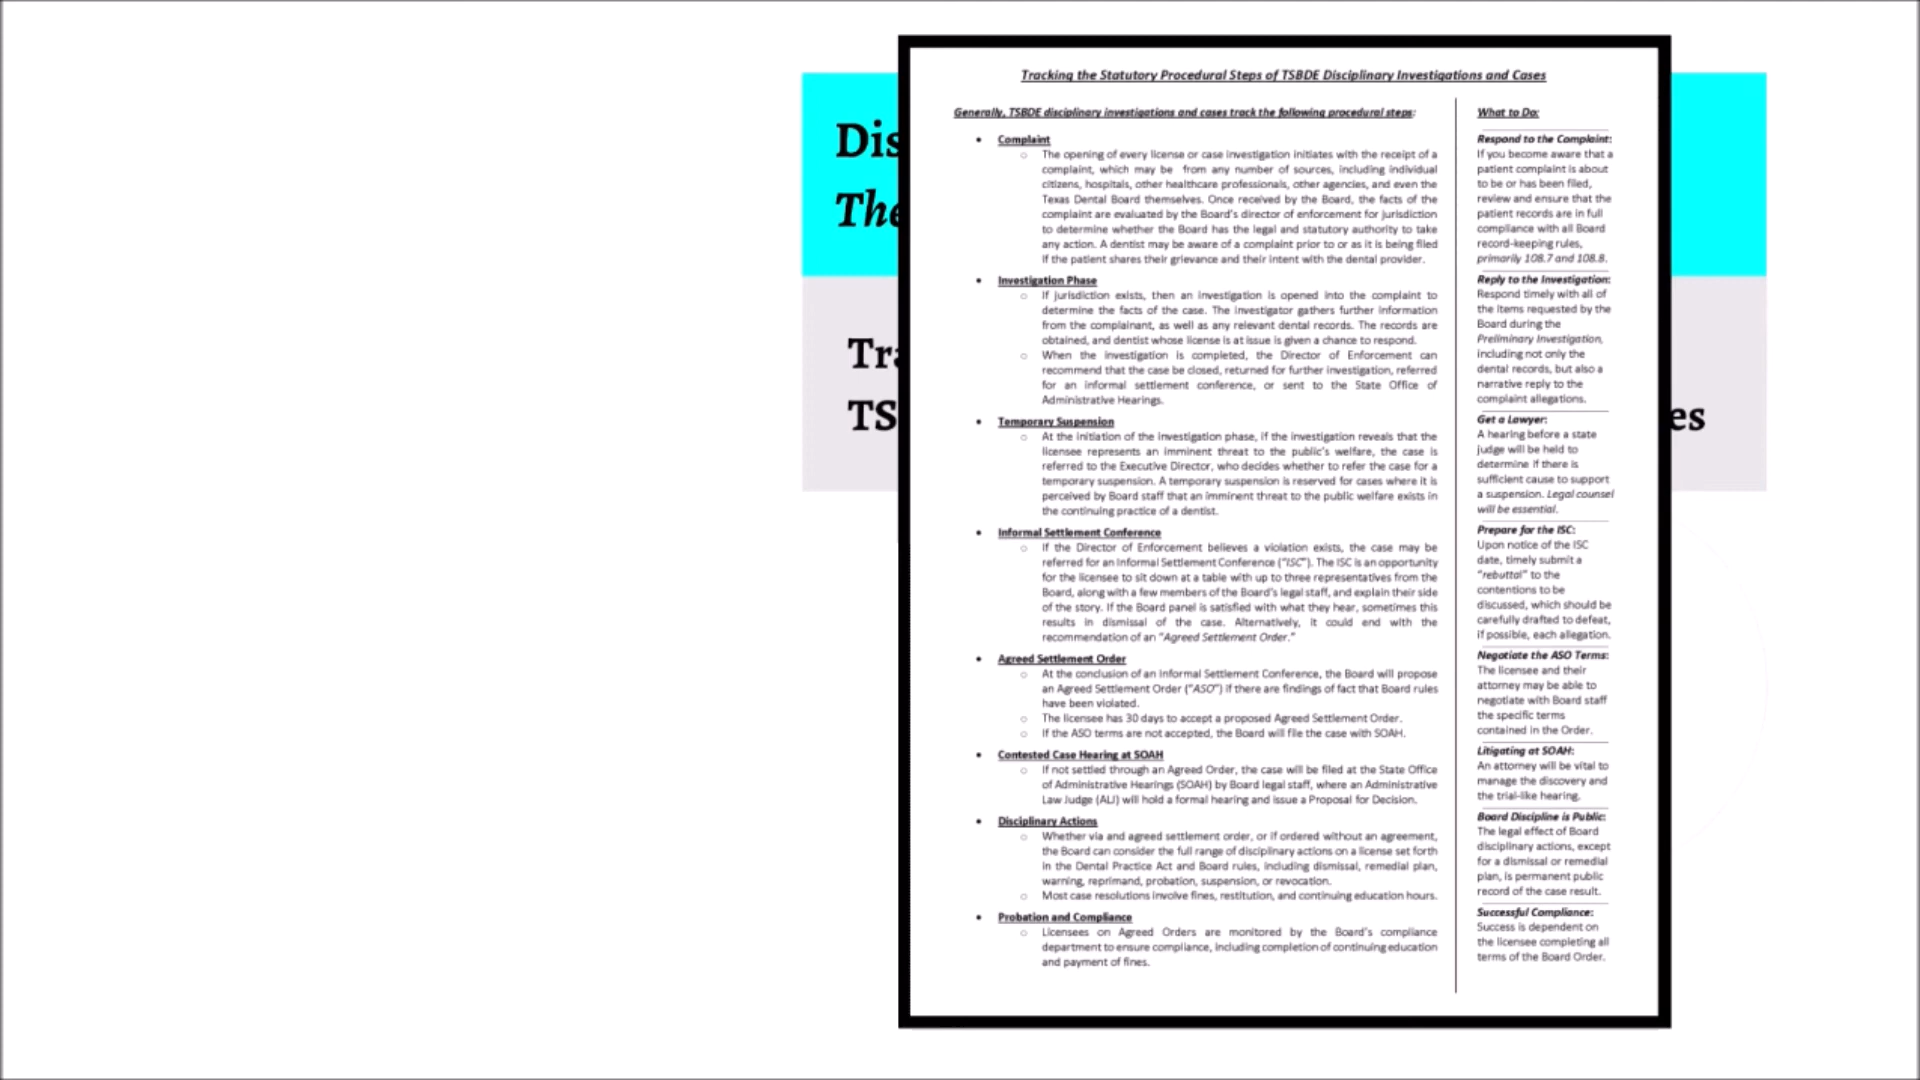 Dis
The
Tra
TS
es
Tracking the Statutory Procedural Steps of TSBDE Disciplinary Investigations and Cases
Generally, TSBDE disciplinary investigations and cases track the following procedural steps:
• Complaint
○ The opening of every license or case investigation initiates with the receipt of a
complaint, which may be from any number of sources, including individual
citizens, hospitals, other healthcare professionals, other agencies, and even the
Texas Dental Board themselves. Once received by the Board, the facts of the
complaint are evaluated by the Board's director of enforcement for jurisdiction
to determine whether the Board has the legal and statutory authority to take
any action. A dentist may be aware of a complaint prior to or as it is being filed
if the patient shares their grievance and their intent with the dental provider.
• Investigation Phase
○ If jurisdiction exists, then an investigation is opened into the complaint to
determine the facts of the case. The investigator gathers further information
from the complainant, as well as any relevant dental records. The records are
obtained, and dentist whose license is at issue is given a chance to respond.
○ When the investigation is completed, the Director of Enforcement can
recommend that the case be closed, returned for further investigation, referred
for an informal settlement conference, or sent to the State Office of
Administrative Hearings.
• Temporary Suspension
○ At the initiation of the investigation phase, if the investigation reveals that the
licensee represents an imminent threat to the public's welfare, the case is
referred to the Executive Director, who decides whether to refer the case for a
temporary suspension. A temporary suspension is reserved for cases where it is
perceived by Board staff that an imminent threat to the public welfare exists in
the continuing practice of a dentist.
• Informal Settlement Conference
○ If the Director of Enforcement believes a violation exists, the case may be
referred for an Informal Settlement Conference ("ISC"). The ISC is an opportunity
for the licensee to sit down at a table with up to three representatives from the
Board, along with a few members of the Board's legal staff, and explain their side
of the story. If the Board panel is satisfied with what they hear, sometimes this
results in dismissal of the case. Alternatively, it could end with the
recommendation of an "Agreed Settlement Order."
• Agreed Settlement Order
○ At the conclusion of an Informal Settlement Conference, the Board will propose
an Agreed Settlement Order ("ASO") if there are findings of fact that Board rules
have been violated.
○ The licensee has 30 days to accept a proposed Agreed Settlement Order.
○ If the ASO terms are not accepted, the Board will file the case with SOAH.
• Contested Case Hearing at SOAH
○ If not settled through an Agreed Order, the case will be filed at the State Office
of Administrative Hearings (SOAH) by Board legal staff, where an Administrative
Law Judge (ALJ) will hold a formal hearing and issue a Proposal for Decision.
• Disciplinary Actions
○ Whether via and agreed settlement order, or if ordered without an agreement,
the Board can consider the full range of disciplinary actions on a license set forth
in the Dental Practice Act and Board rules, including dismissal, remedial plan,
warning, reprimand, probation, suspension, or revocation.
○ Most case resolutions involve fines, restitution, and continuing education hours.
• Probation and Compliance
○ Licensees on Agreed Orders are monitored by the Board's compliance
department to ensure compliance, including completion of continuing education
and payment of fines.
What to Do:
Respond to the Complaint:
If you become aware that a
patient complaint is about
to be or has been filed,
review and ensure that the
patient records are in full
compliance with all Board
record-keeping rules,
primarily 108.7 and 108.8.
Reply to the Investigation:
Respond timely with all of
the items requested by the
Board during the
Preliminary Investigation,
including not only the
dental records, but also a
narrative reply to the
complaint allegations.
Get a Lawyer:
A hearing before a state
judge will be held to
determine if there is
sufficient cause to support
a suspension. Legal counsel
will be essential.
Prepare for the ISC:
Upon notice of the ISC
date, timely submit a
"rebuttal" to the
contentions to be
discussed, which should be
carefully drafted to defeat,
if possible, each allegation.
Negotiate the ASO Terms:
The licensee and their
attorney may be able to
negotiate with Board staff
the specific terms
contained in the Order.
Litigating at SOAH:
An attorney will be vital to
manage the discovery and
the trial-like hearing.
Board Discipline is Public:
The legal effect of Board
disciplinary actions, except
for a dismissal or remedial
plan, is permanent public
record of the case result.
Successful Compliance:
Success is dependent on
the licensee completing all
terms of the Board Order.